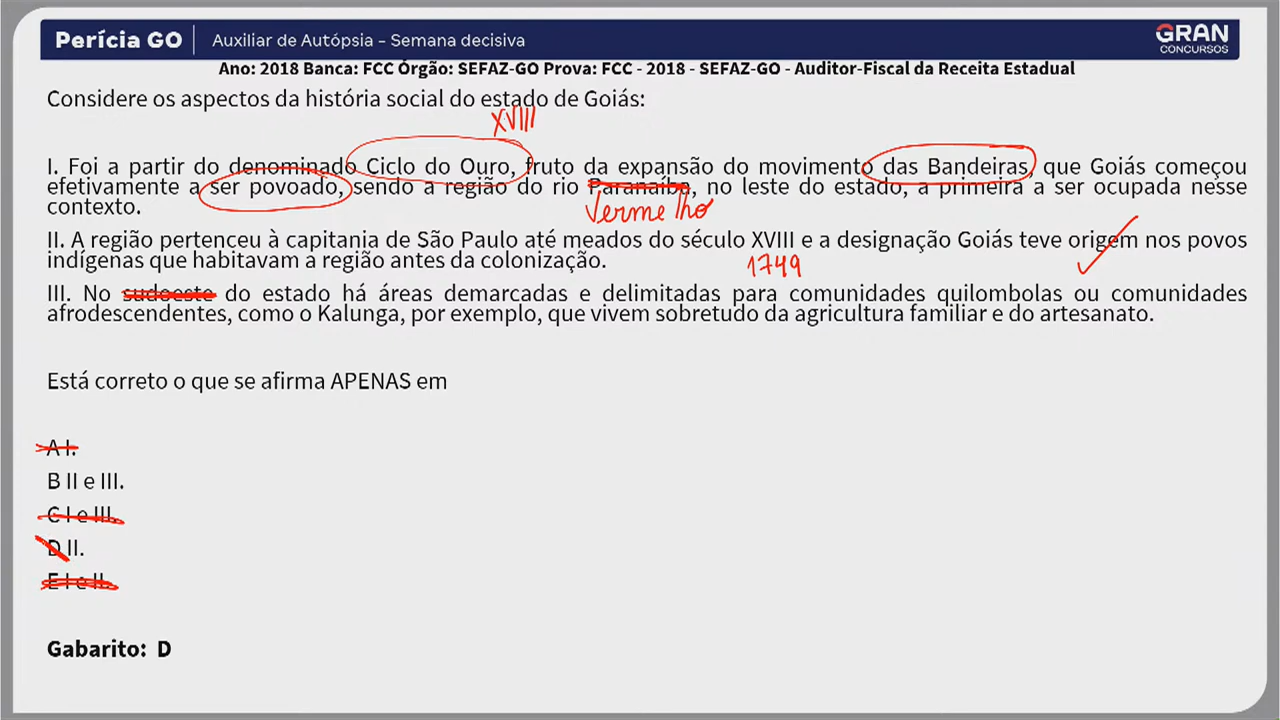 Perícia GO
Auxiliar de Autópsia – Semana decisiva
GRAN
CONCURSOS
Ano: 2018 Banca: FCC Órgão: SEFAZ-GO Prova: FCC - 2018 - SEFAZ-GO - Auditor-Fiscal da Receita Estadual
Considere os aspectos da história social do estado de Goiás:
XVIII
I. Foi a partir do denominado Ciclo do Ouro, fruto da expansão do movimento das Bandeiras, que Goiás começou
efetivamente a ser povoado, sendo a região do rio Paranaíba, no leste do estado, a primeira a ser ocupada nesse
contexto.
Vermelho
II. A região pertenceu à capitania de São Paulo até meados do século XVIII e a designação Goiás teve origem nos povos
indígenas que habitavam a região antes da colonização.
1749
III. No sudoeste do estado há áreas demarcadas e delimitadas para comunidades quilombolas ou comunidades
afrodescendentes, como o Kalunga, por exemplo, que vivem sobretudo da agricultura familiar e do artesanato.
Está correto o que se afirma APENAS em
A I.
B II e III.
C I e III.
D II.
E I e II.
Gabarito: D